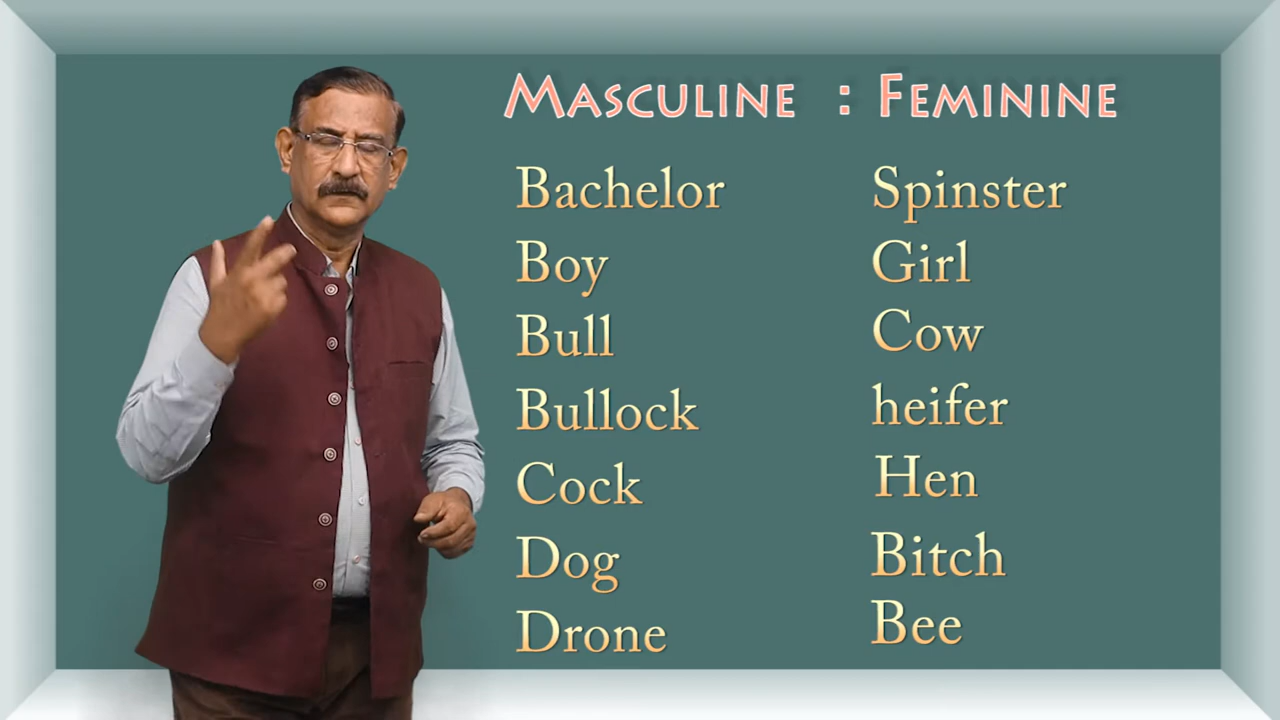 MASCULINE : FEMININE
Bachelor Spinster
Boy Girl
Bull Cow
Bullock heifer
Cock Hen
Dog Bitch
Drone Bee